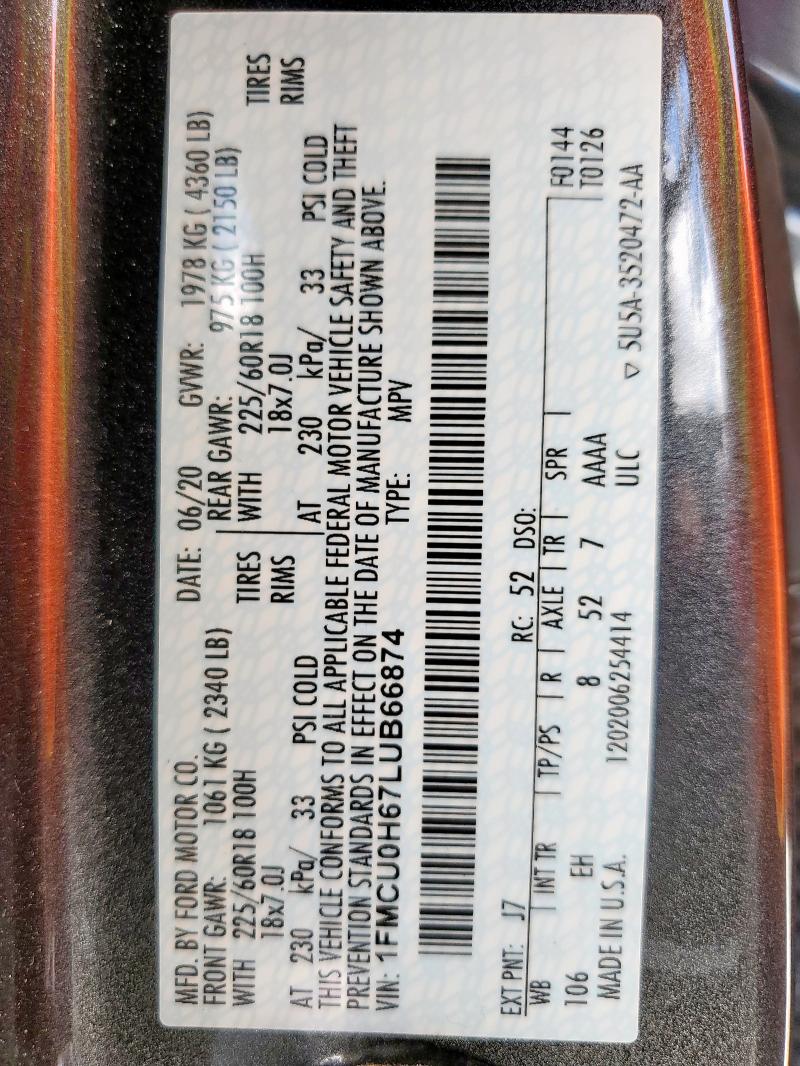 MFD. BY FORD MOTOR CO. DATE: 06/20 GVWR: 1978 KG ( 4360 LB)
FRONT GAWR: 1061 KG ( 2340 LB) REAR GAWR: 975 KG ( 2150 LB)
WITH 225/60R18 100H TIRES WITH 225/60R18 100H TIRES
18x7.0J RIMS 18x7.0J RIMS
AT 230 kPa/ 33 PSI COLD AT 230 kPa/ 33 PSI COLD
THIS VEHICLE CONFORMS TO ALL APPLICABLE FEDERAL MOTOR VEHICLE SAFETY AND THEFT
PREVENTION STANDARDS IN EFFECT ON THE DATE OF MANUFACTURE SHOWN ABOVE.
VIN: 1FMCU0H67LUB66874 TYPE: MPV
EXT PNT: J7 RC: 52 DSO: F0144
WB INT TR TP/PS R AXLE TR SPR T0126
106 EH 8 52 7 AAAA
MADE IN U.S.A. 1202006254414 ULC ▽ 5U5A-3520472-AA